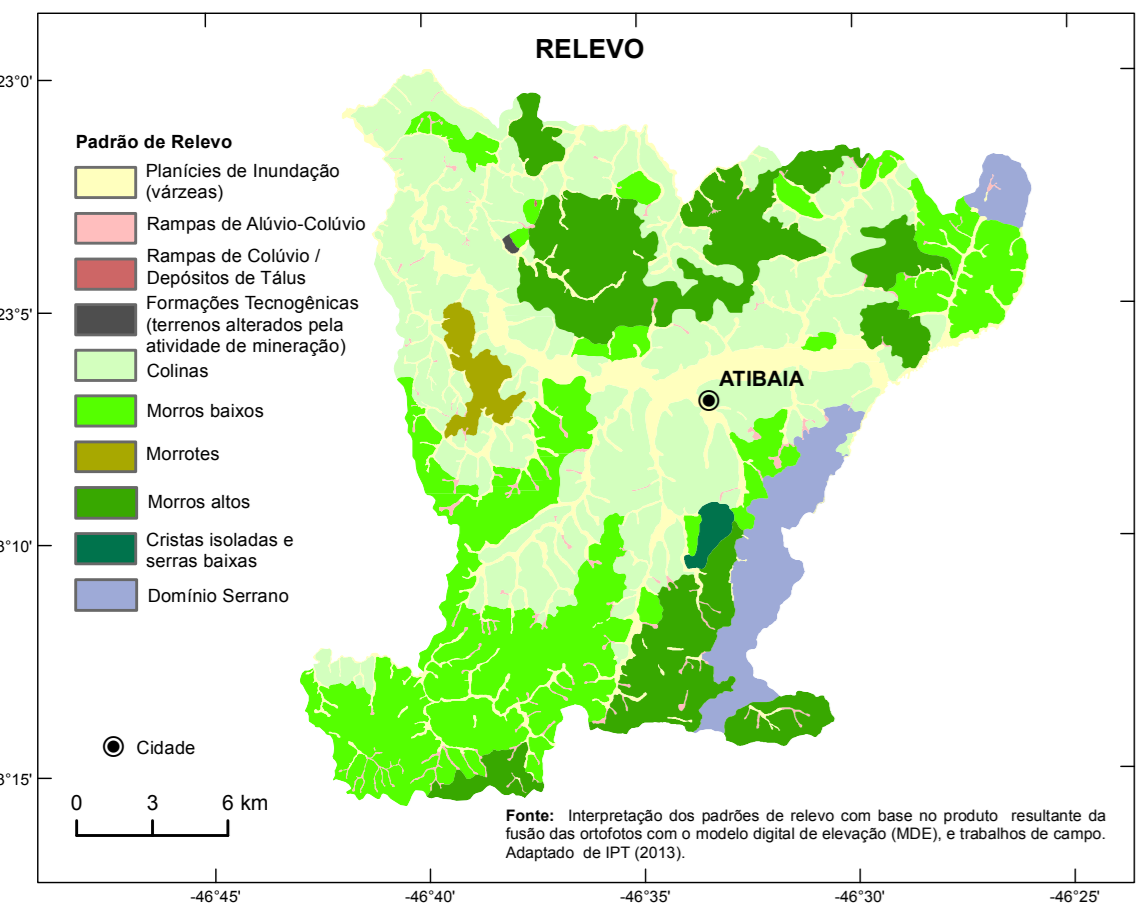 RELEVO
23°0'
23°5'
3°10'
3°15'
Padrão de Relevo
Planícies de Inundação
(várzeas)
Rampas de Alúvio-Colúvio
Rampas de Colúvio /
Depósitos de Tálus
Formações Tecnogênicas
(terrenos alterados pela
atividade de mineração)
Colinas
Morros baixos
Morrotes
Morros altos
Cristas isoladas e
serras baixas
Domínio Serrano
ATIBAIA
Cidade
0 3 6 km
Fonte: Interpretação dos padrões de relevo com base no produto resultante da
fusão das ortofotos com o modelo digital de elevação (MDE), e trabalhos de campo.
Adaptado de IPT (2013).
-46°45' -46°40' -46°35' -46°30' -46°25'